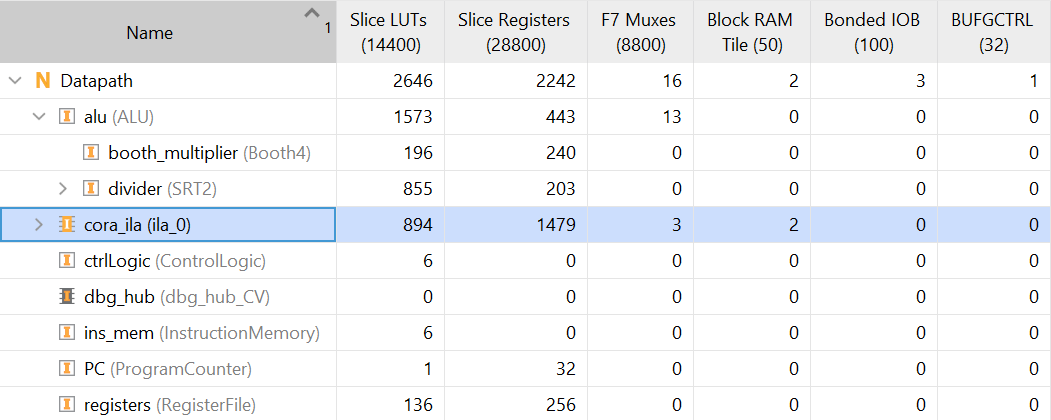 Name 1 Slice LUTs (14400) Slice Registers (28800) F7 Muxes (8800) Block RAM Tile (50) Bonded IOB (100) BUFGCTRL (32)
N Datapath 2646 2242 16 2 3 1
I alu (ALU) 1573 443 13 0 0 0
I booth_multiplier (Booth4) 196 240 0 0 0 0
I divider (SRT2) 855 203 0 0 0 0
I cora_ila (ila_0) 894 1479 3 2 0 0
I ctrlLogic (ControlLogic) 6 0 0 0 0 0
I dbg_hub (dbg_hub_CV) 0 0 0 0 0 0
I ins_mem (InstructionMemory) 6 0 0 0 0 0
I PC (ProgramCounter) 1 32 0 0 0 0
I registers (RegisterFile) 136 256 0 0 0 0